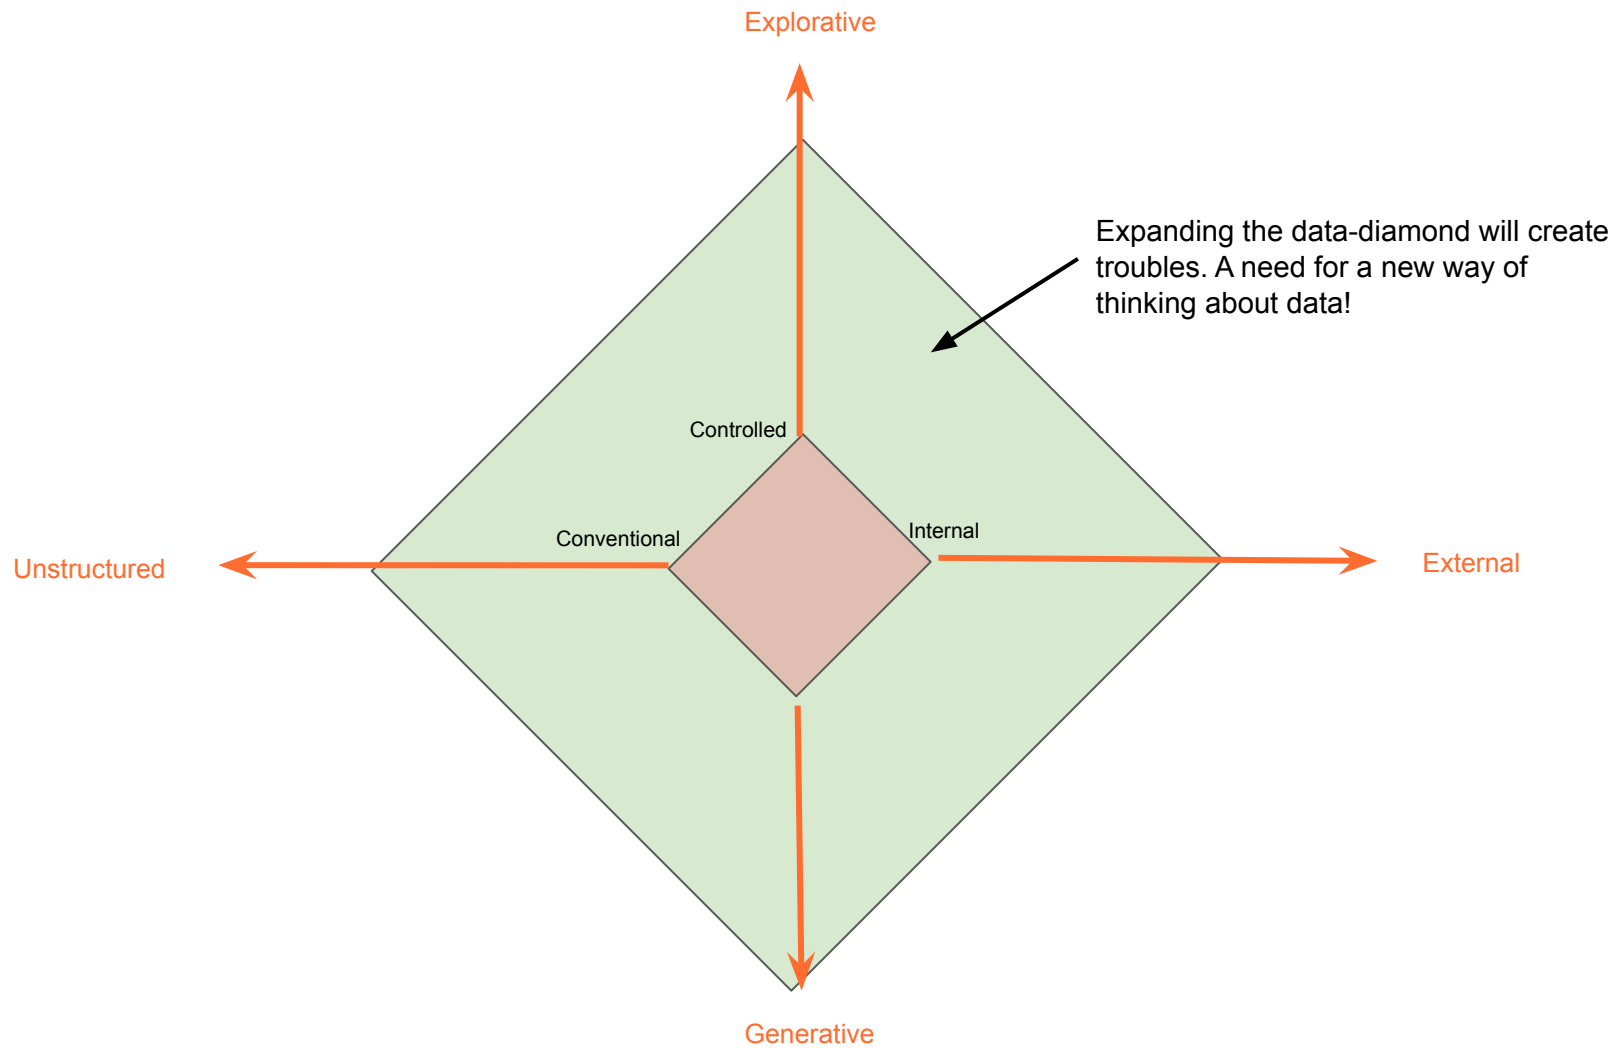 Explorative
Expanding the data-diamond will create
troubles. A need for a new way of
thinking about data!
Controlled
Conventional
Internal
Unstructured
External
Generative